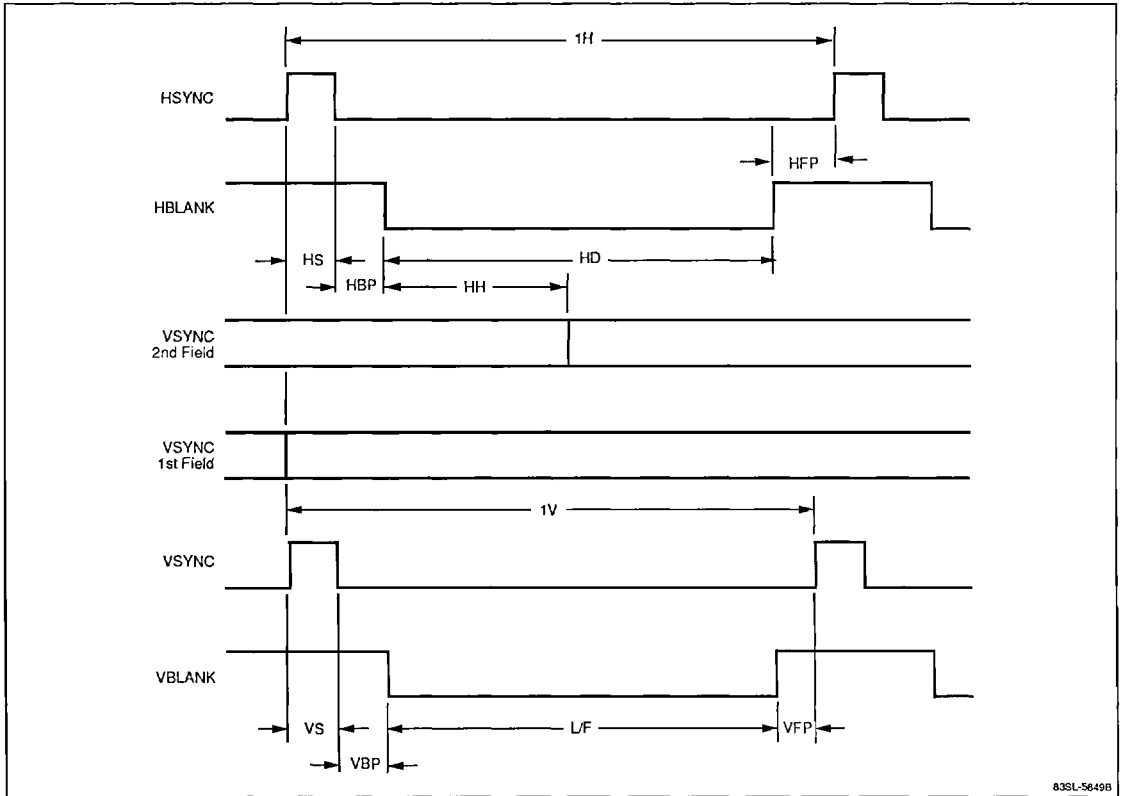 1H
HSYNC
HFP
HBLANK
HS
HD
HBP
HH
VSYNC
2nd Field
VSYNC
1st Field
1V
VSYNC
VBLANK
VS
L/F
VFP
VBP
83SL-5649B